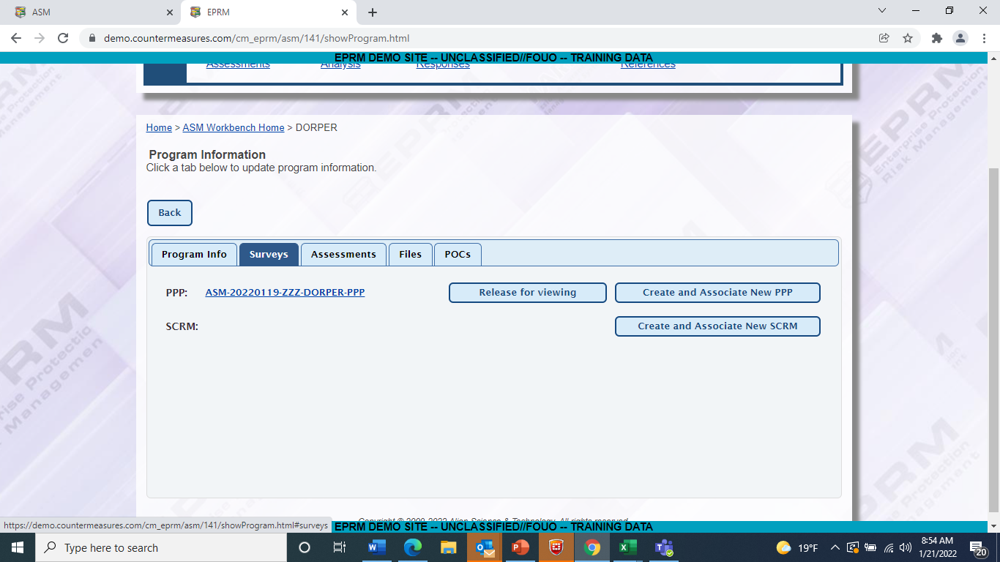 ASM
EPRM
demo.countermeasures.com/cm_eprm/asm/141/showProgram.html
EPRM DEMO SITE -- UNCLASSIFIED//FOUO -- TRAINING DATA
Assessments Analysis Responses References
Home > ASM Workbench Home > DORPER
Program Information
Click a tab below to update program information.
Back
Program Info Surveys Assessments Files POCs
PPP: ASM-20220119-ZZZ-DORPER-PPP Release for viewing Create and Associate New PPP
SCRM: Create and Associate New SCRM
Copyright © 2009-2022 Alion Science & Technology. All rights reserved.
https://demo.countermeasures.com/cm_eprm/asm/141/showProgram.html#surveys
EPRM DEMO SITE -- UNCLASSIFIED//FOUO -- TRAINING DATA
Type here to search
19°F
8:54 AM
1/21/2022
20